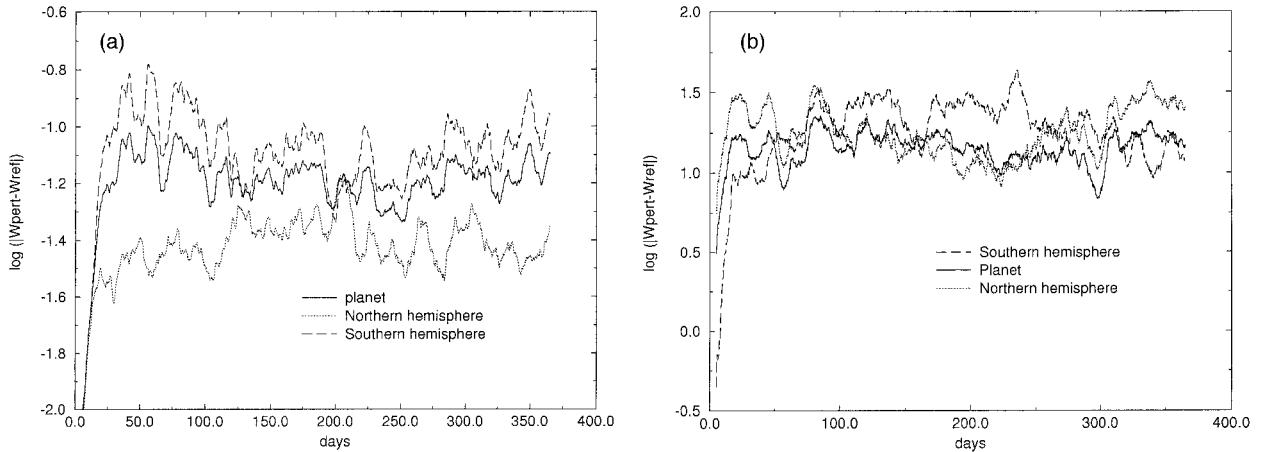 (a)
-0.6
-0.8
-1.0
-1.2
-1.4
-1.6
-1.8
-2.0
log (|Wpert-Wref|)
planet
Northern hemisphere
Southern hemisphere
0.0 50.0 100.0 150.0 200.0 250.0 300.0 350.0 400.0
days
(b)
2.0
1.5
1.0
0.5
0.0
-0.5
log (|Wpert-Wref|)
Southern hemisphere
Planet
Northern hemisphere
0.0 100.0 200.0 300.0 400.0
days